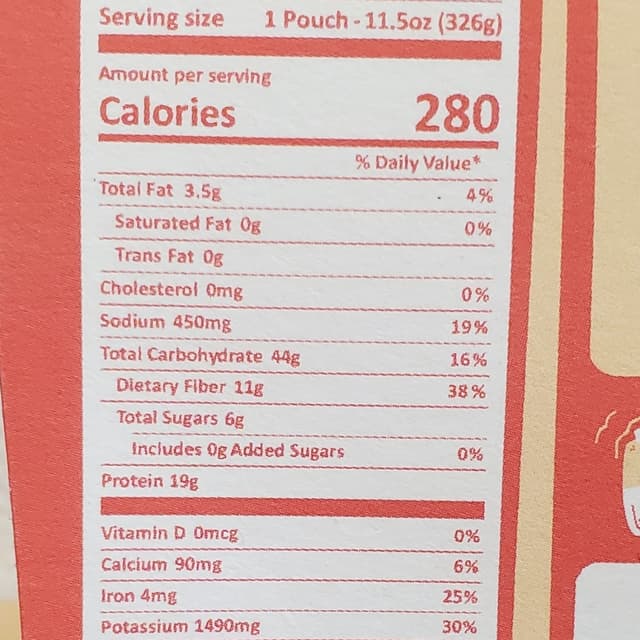 Serving size 1 Pouch - 11.5oz (326g)
Amount per serving
Calories 280
% Daily Value*
Total Fat 3.5g 4%
Saturated Fat 0g 0%
Trans Fat 0g
Cholesterol 0mg 0%
Sodium 450mg 19%
Total Carbohydrate 44g 16%
Dietary Fiber 11g 38%
Total Sugars 6g
Includes 0g Added Sugars 0%
Protein 19g
Vitamin D 0mcg 0%
Calcium 90mg 6%
Iron 4mg 25%
Potassium 1490mg 30%